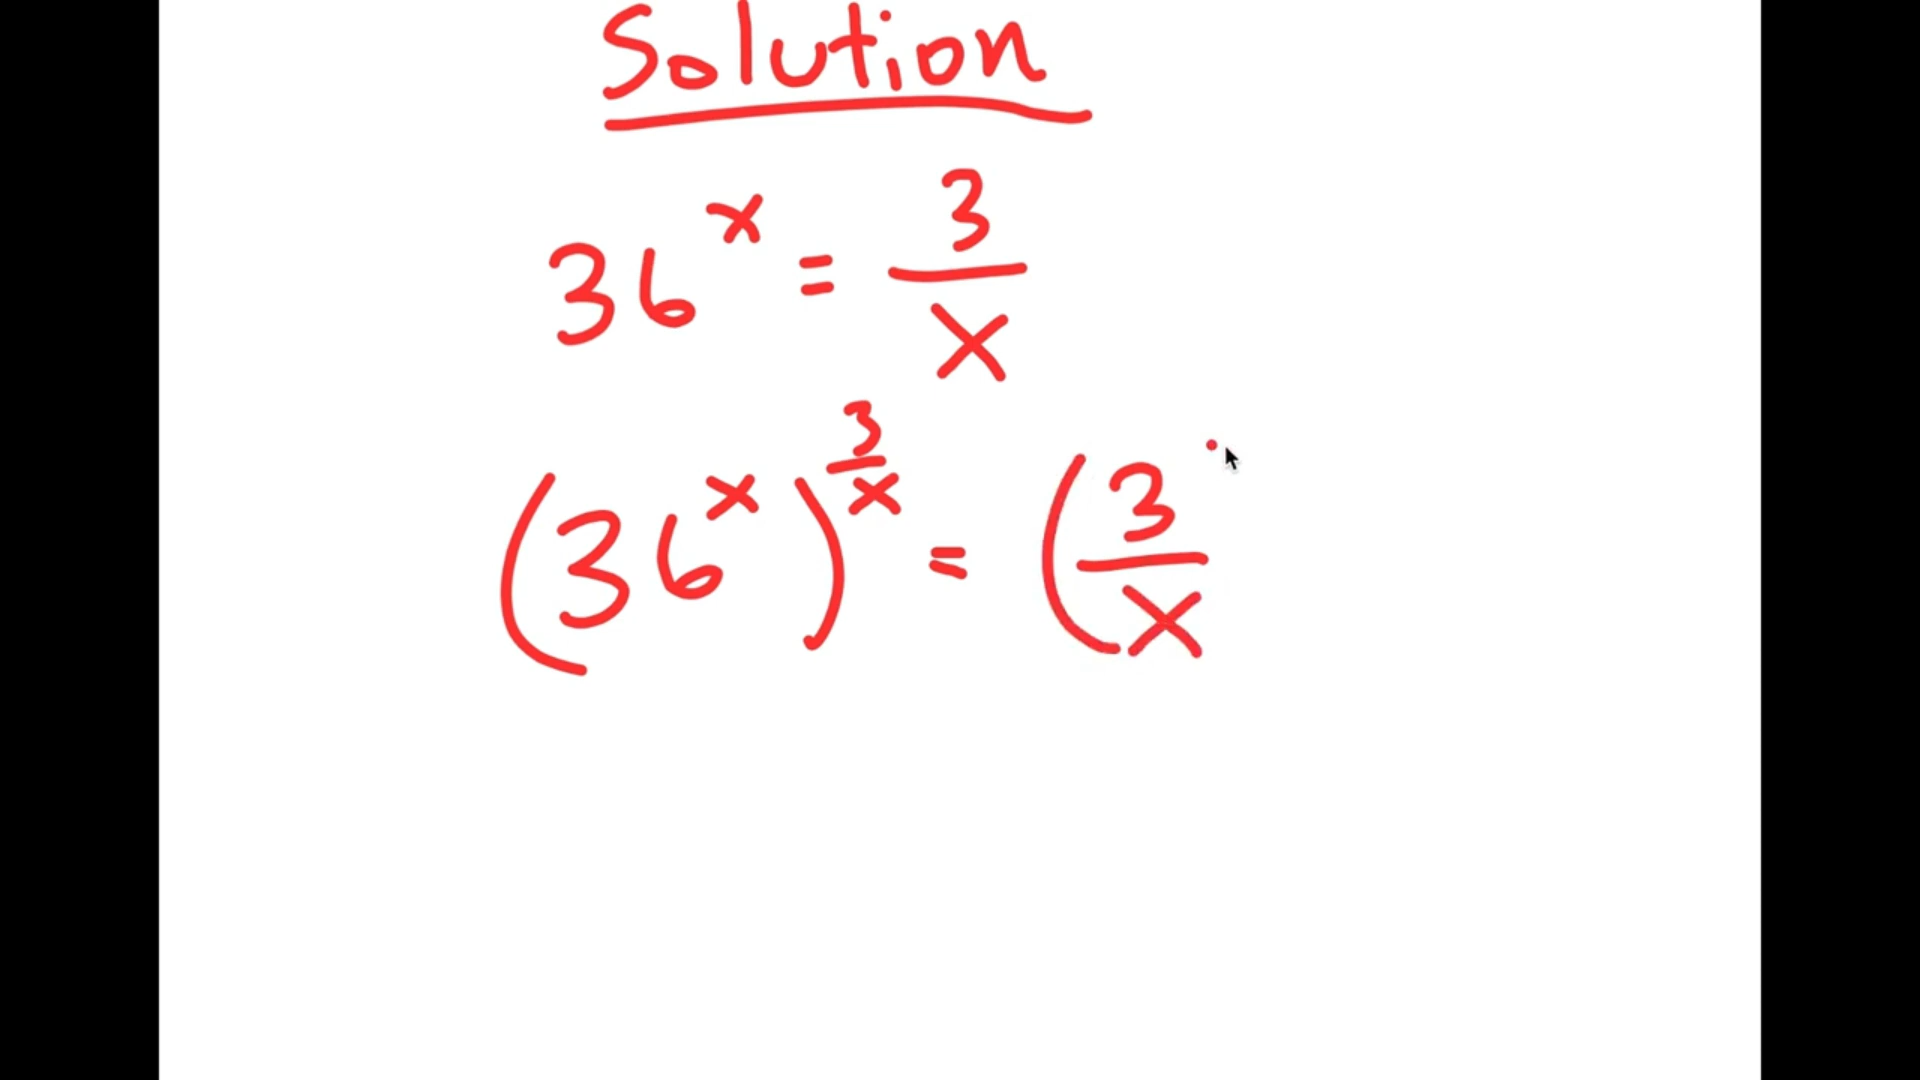 Solution
36^x = 3/x
(36^x)^(3/x) = (3/x